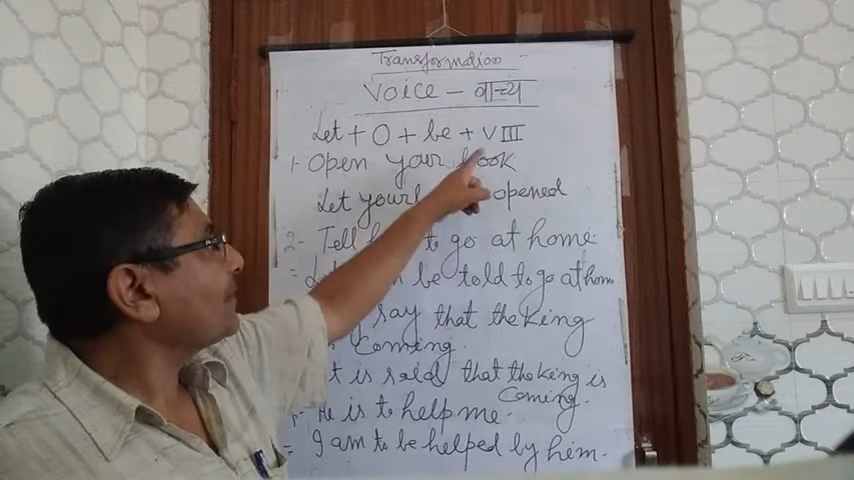 Transformation
Voice - वाच्य
Let + O + be + V III
1- Open your book
Let your opened
2- Tell to go at home
= be told to go at home
say that the King
Coming.
it is said that the King is
Coming.
He is to help me.
= I am to be helped by him.